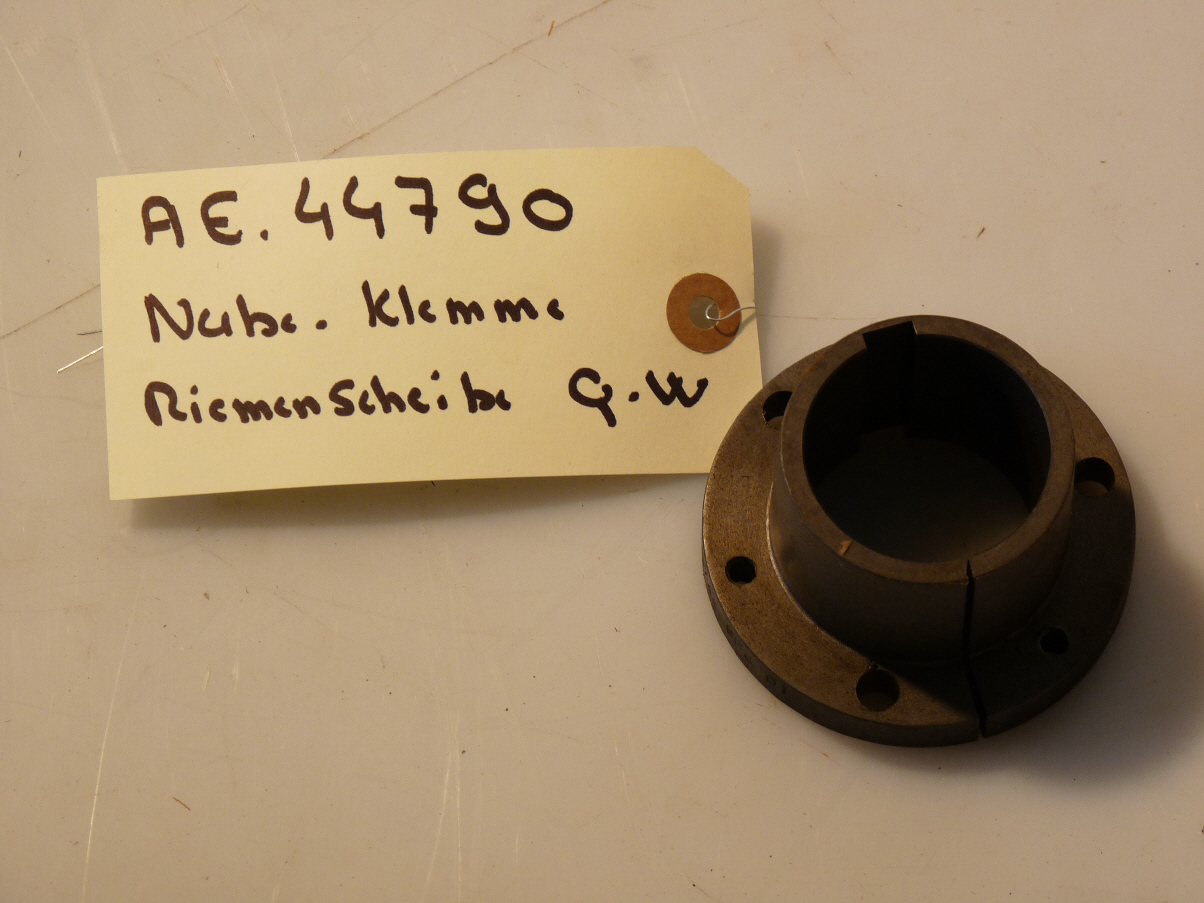 AE. 44790
Nabe. Klemme
Riemenscheibe G.W